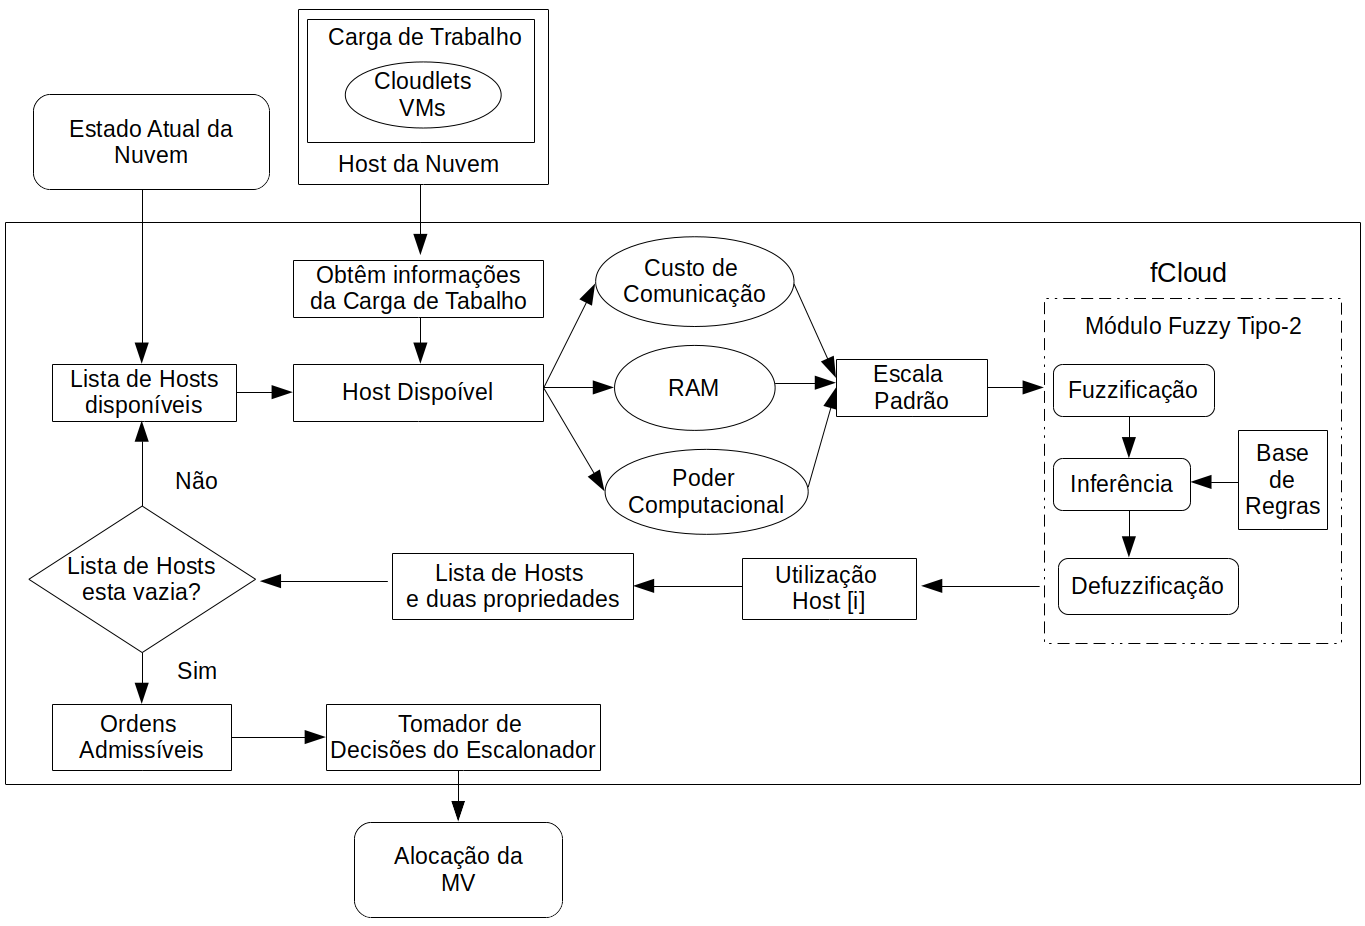 Carga de Trabalho
Cloudlets
VMs
Host da Nuvem
Estado Atual da
Nuvem
Obtêm informações
da Carga de Tabalho
Lista de Hosts
disponíveis
Host Dispoível
Custo de
Comunicação
RAM
Poder
Computacional
Escala
Padrão
fCloud
Módulo Fuzzy Tipo-2
Fuzzificação
Inferência
Base
de
Regras
Defuzzificação
Utilização
Host [i]
Lista de Hosts
e duas propriedades
Não
Lista de Hosts
esta vazia?
Sim
Ordens
Admissíveis
Tomador de
Decisões do Escalonador
Alocação da
MV